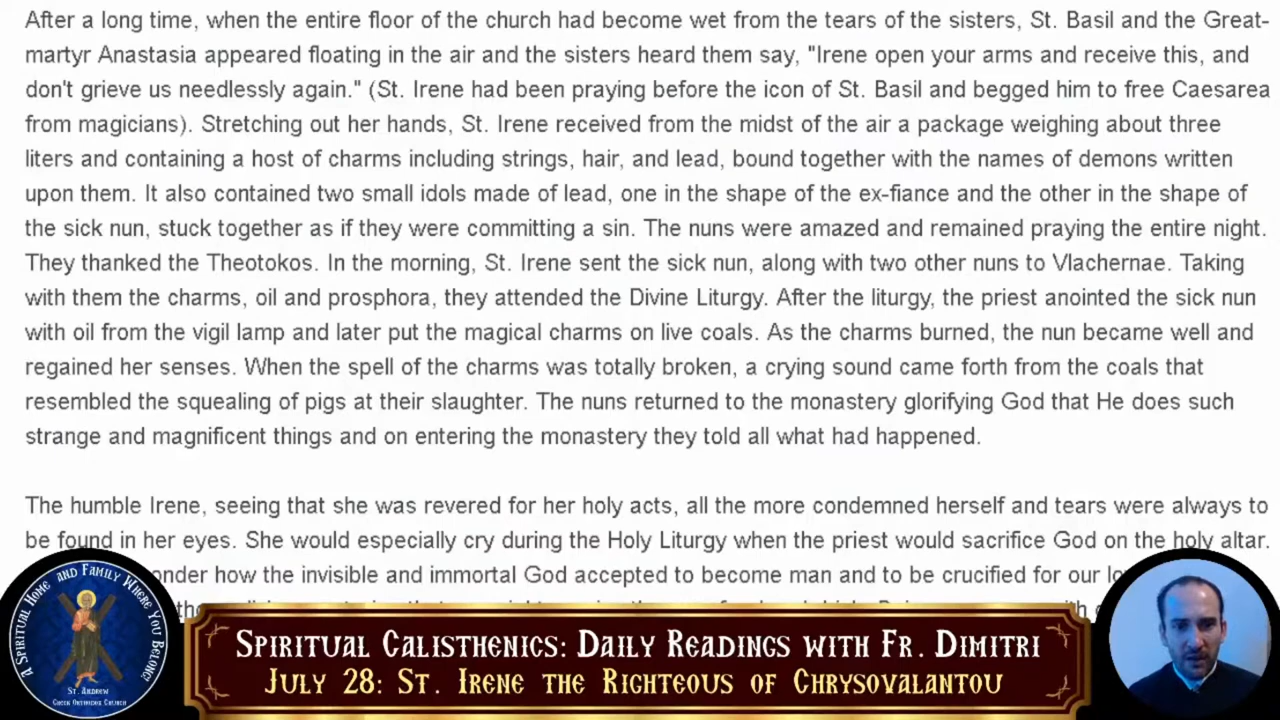 After a long time, when the entire floor of the church had become wet from the tears of the sisters, St. Basil and the Great-
martyr Anastasia appeared floating in the air and the sisters heard them say, "Irene open your arms and receive this, and
don't grieve us needlessly again." (St. Irene had been praying before the icon of St. Basil and begged him to free Caesarea
from magicians). Stretching out her hands, St. Irene received from the midst of the air a package weighing about three
liters and containing a host of charms including strings, hair, and lead, bound together with the names of demons written
upon them. It also contained two small idols made of lead, one in the shape of the ex-fiance and the other in the shape of
the sick nun, stuck together as if they were committing a sin. The nuns were amazed and remained praying the entire night.
They thanked the Theotokos. In the morning, St. Irene sent the sick nun, along with two other nuns to Vlachernae. Taking
with them the charms, oil and prosphora, they attended the Divine Liturgy. After the liturgy, the priest anointed the sick nun
with oil from the vigil lamp and later put the magical charms on live coals. As the charms burned, the nun became well and
regained her senses. When the spell of the charms was totally broken, a crying sound came forth from the coals that
resembled the squealing of pigs at their slaughter. The nuns returned to the monastery glorifying God that He does such
strange and magnificent things and on entering the monastery they told all what had happened.
The humble Irene, seeing that she was revered for her holy acts, all the more condemned herself and tears were always to
be found in her eyes. She would especially cry during the Holy Liturgy when the priest would sacrifice God on the holy altar.
how the invisible and immortal God accepted to become man and to be crucified for our
A Spiritual Home and Family Where You Belong!
St. Andrew
Greek Orthodox Church
Spiritual Calisthenics: Daily Readings with Fr. Dimitri
July 28: St. Irene the Righteous of Chrysovalantou